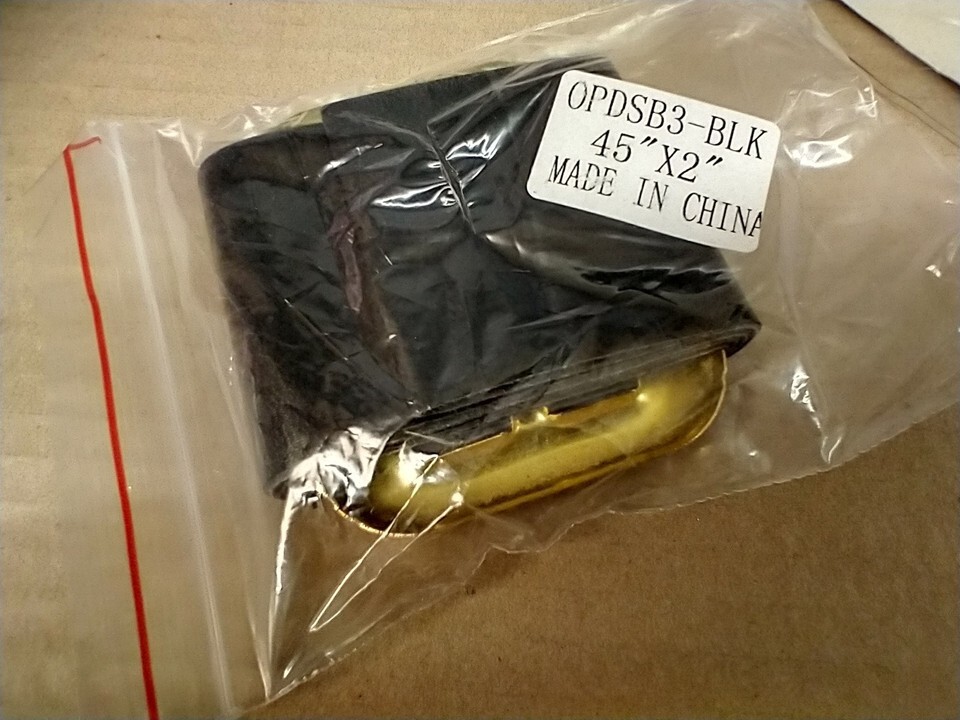 OPDSB3-BLK
45"X2"
MADE IN CHINA